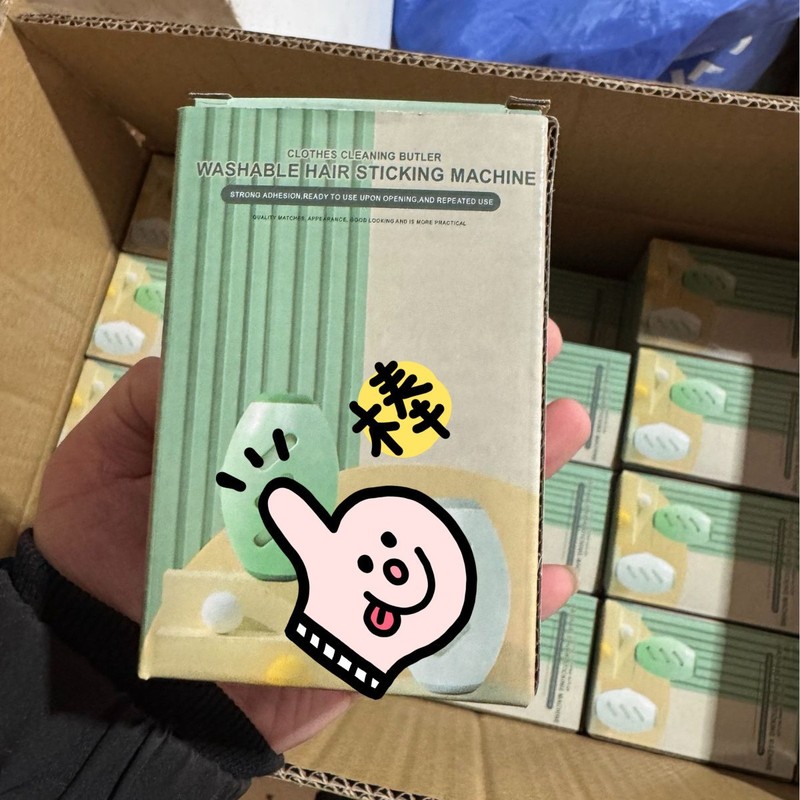 CLOTHES CLEANING BUTLER
WASHABLE HAIR STICKING MACHINE
STRONG ADHESION,READY TO USE UPON OPENING,AND REPEATED USE
QUALITY MATCHES, APPEARANCE, GOOD LOOKING AND IS MORE PRACTICAL
棒